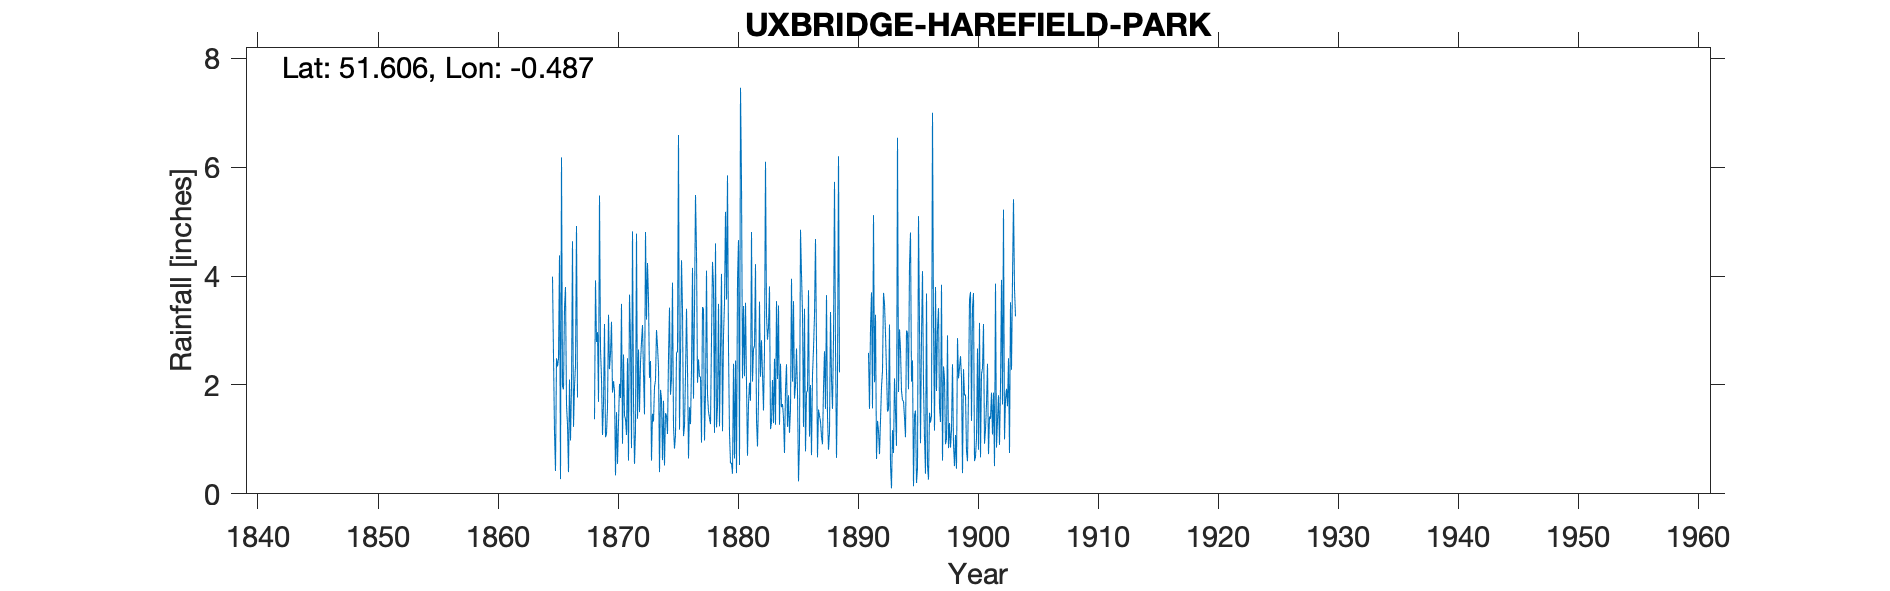 UXBRIDGE-HAREFIELD-PARK
Lat: 51.606, Lon: -0.487
8
6
4
2
0
Rainfall [inches]
1840 1850 1860 1870 1880 1890 1900 1910 1920 1930 1940 1950 1960
Year